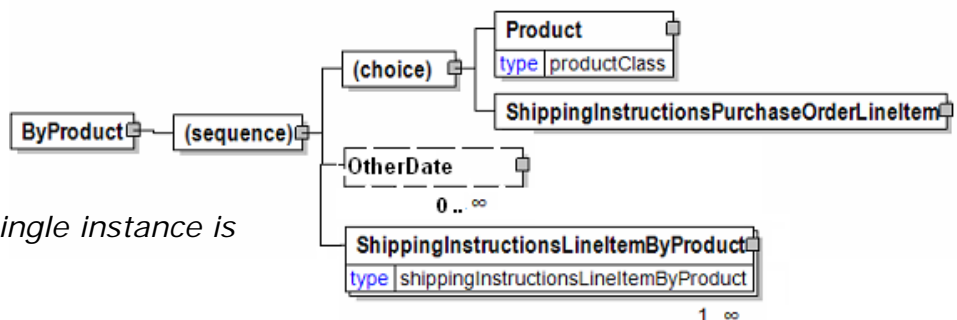 Product
type productClass
(choice)
ShippingInstructionsPurchaseOrderLineItem
ByProduct
(sequence)
OtherDate
0 .. ∞
ingle instance is
ShippingInstructionsLineItemByProduct
type shippingInstructionsLineItemByProduct
1 ∞